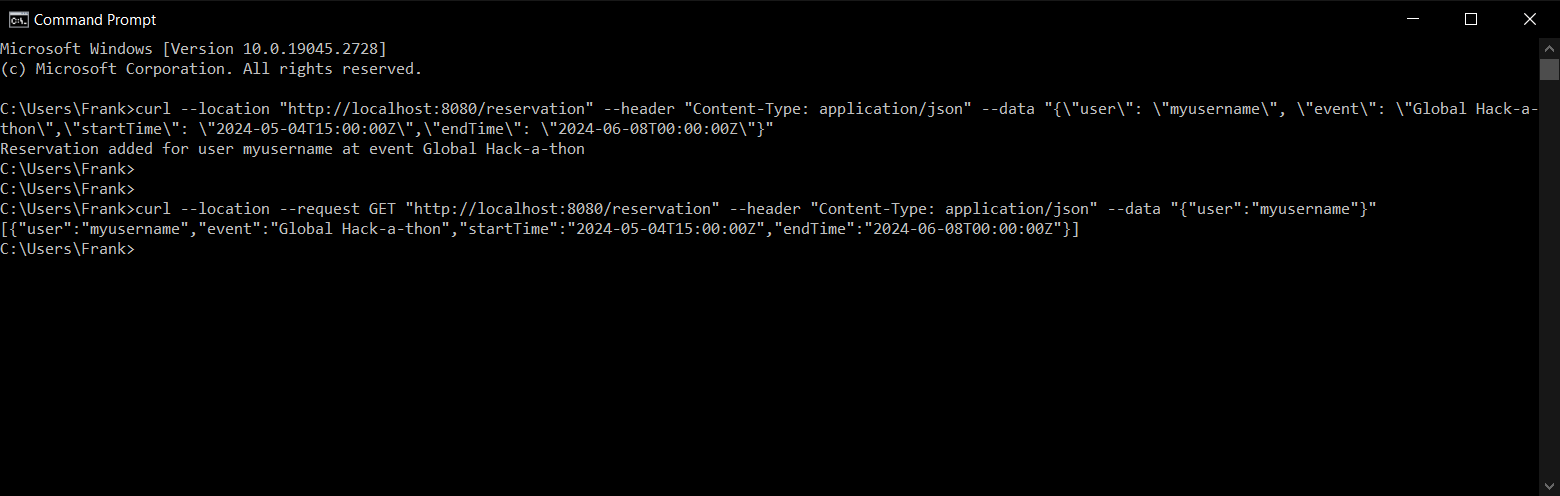 Command Prompt
Microsoft Windows [Version 10.0.19045.2728]
(c) Microsoft Corporation. All rights reserved.
C:\Users\Frank>curl --location "http://localhost:8080/reservation" --header "Content-Type: application/json" --data "{\"user\": \"myusername\", \"event\": \"Global Hack-a-
thon\",\"startTime\": \"2024-05-04T15:00:00Z\",\"endTime\": \"2024-06-08T00:00:00Z\"}"
Reservation added for user myusername at event Global Hack-a-thon
C:\Users\Frank>
C:\Users\Frank>
C:\Users\Frank>curl --location --request GET "http://localhost:8080/reservation" --header "Content-Type: application/json" --data "{"user":"myusername"}"
[{"user":"myusername","event":"Global Hack-a-thon","startTime":"2024-05-04T15:00:00Z","endTime":"2024-06-08T00:00:00Z"}]
C:\Users\Frank>